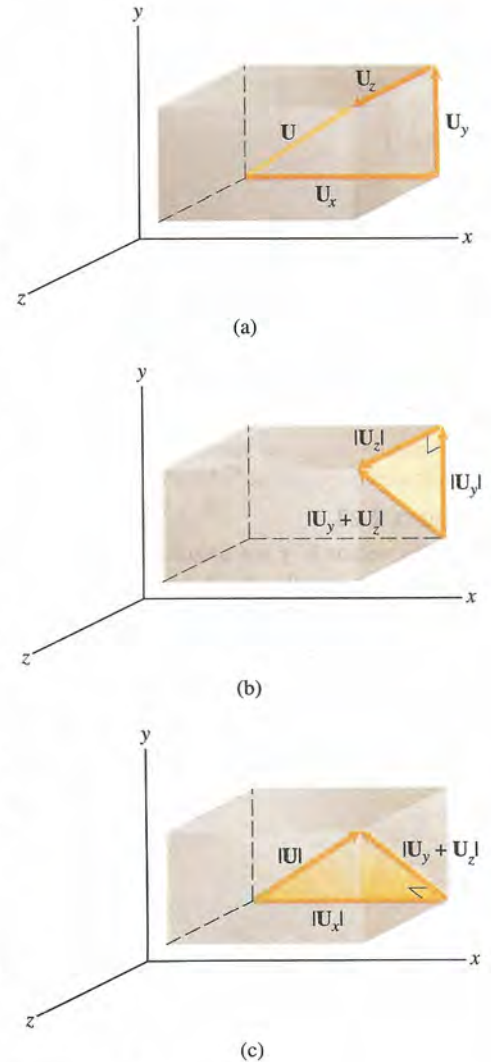 y
U_z
U
U_y
U_x
x
z
(a)
y
|U_z|
|U_y|
|U_y + U_z|
x
z
(b)
y
|U|
|U_y + U_z|
|U_x|
x
z
(c)